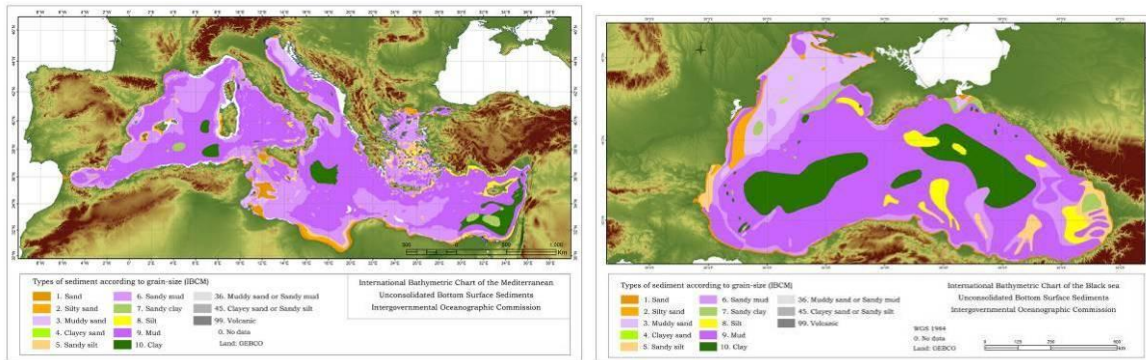 Types of sediment according to grain-size (IBCM)
1. Sand
2. Silty sand
3. Muddy sand
4. Clayey sand
5. Sandy silt
6. Sandy mud
7. Sandy clay
8. Silt
9. Mud
10. Clay
36. Muddy sand or Sandy mud
45. Clayey sand or Sandy silt
99. Volcanic
0. No data
Land: GEBCO
International Bathymetric Chart of the Mediterranean
Unconsolidated Bottom Surface Sediments
Intergovernmental Oceanographic Commission
Types of sediment according to grain-size (IBCM)
1. Sand
2. Silty sand
3. Muddy sand
4. Clayey sand
5. Sandy silt
6. Sandy mud
7. Sandy clay
8. Silt
9. Mud
10. Clay
36. Muddy sand or Sandy mud
45. Clayey sand or Sandy silt
99. Volcanic
International Bathymetric Chart of the Black sea
Unconsolidated Bottom Surface Sediments
Intergovernmental Oceanographic Commission
WGS 1984
0. No data
Land: GEBCO